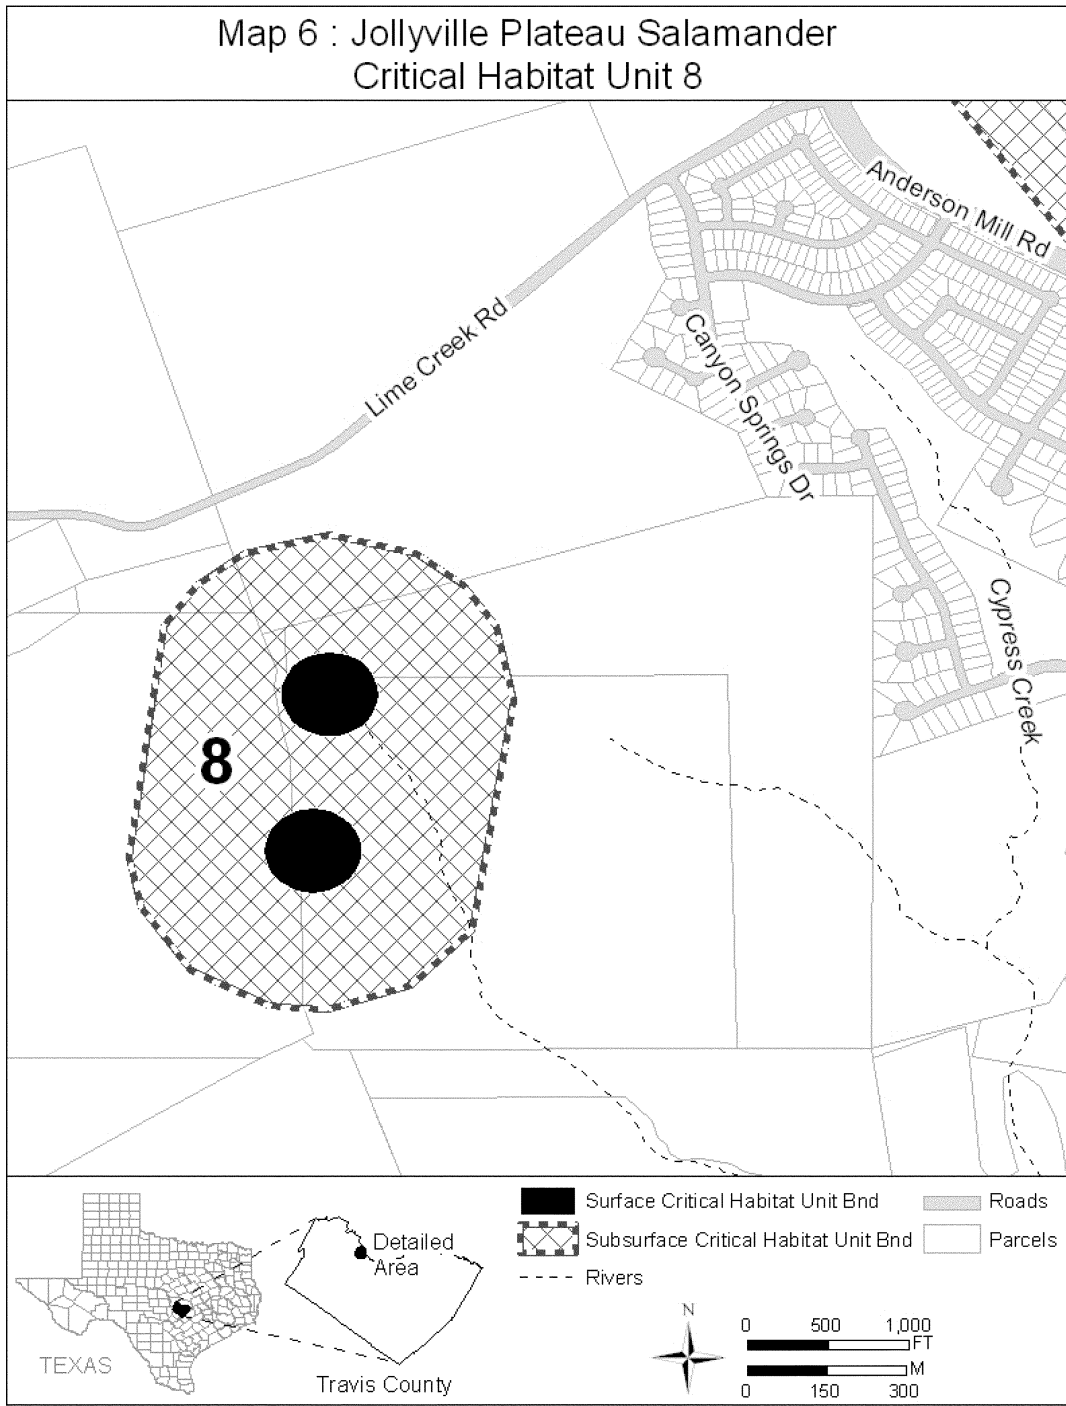 Map 6 : Jollyville Plateau Salamander
Critical Habitat Unit 8
Anderson Mill Rd
Lime Creek Rd
Canyon Springs Dr
Cypress Creek
8
Surface Critical Habitat Unit Bnd
Roads
Subsurface Critical Habitat Unit Bnd
Parcels
Rivers
Detailed
Area
TEXAS
Travis County
N
0 500 1,000
FT
M
0 150 300